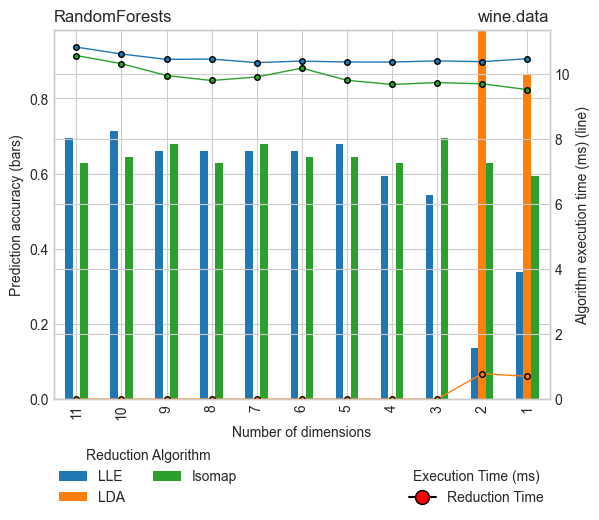 RandomForests
wine.data
0.8
0.6
0.4
0.2
0.0
Prediction accuracy (bars)
10
8
6
4
2
0
Algorithm execution time (ms) (line)
11 10 9 8 7 6 5 4 3 2 1
Number of dimensions
Reduction Algorithm
LLE
LDA
Isomap
Execution Time (ms)
Reduction Time